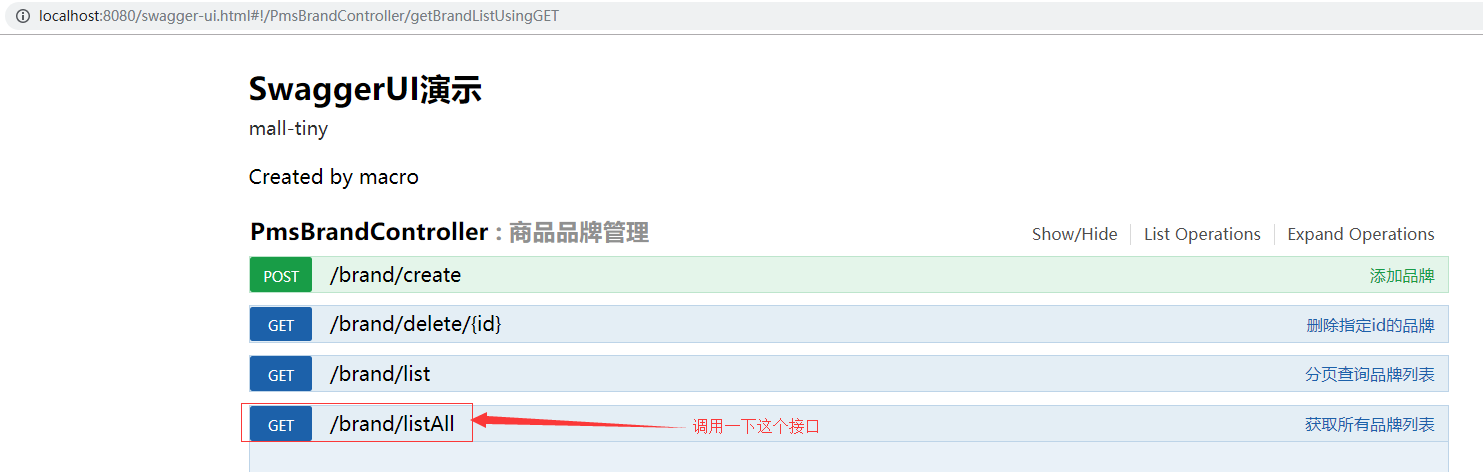 localhost:8080/swagger-ui.html#!/PmsBrandController/getBrandListUsingGET
SwaggerUI演示
mall-tiny
Created by macro
PmsBrandController : 商品品牌管理 Show/Hide List Operations Expand Operations
POST /brand/create 添加品牌
GET /brand/delete/{id} 删除指定id的品牌
GET /brand/list 分页查询品牌列表
GET /brand/listAll 调用一下这个接口 获取所有品牌列表